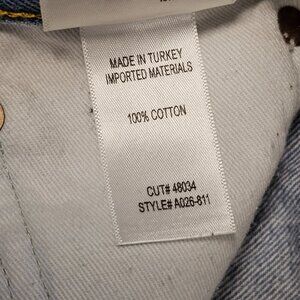 MADE IN TURKEY
IMPORTED MATERIALS
100% COTTON
CUT# 48034
STYLE# A026-811